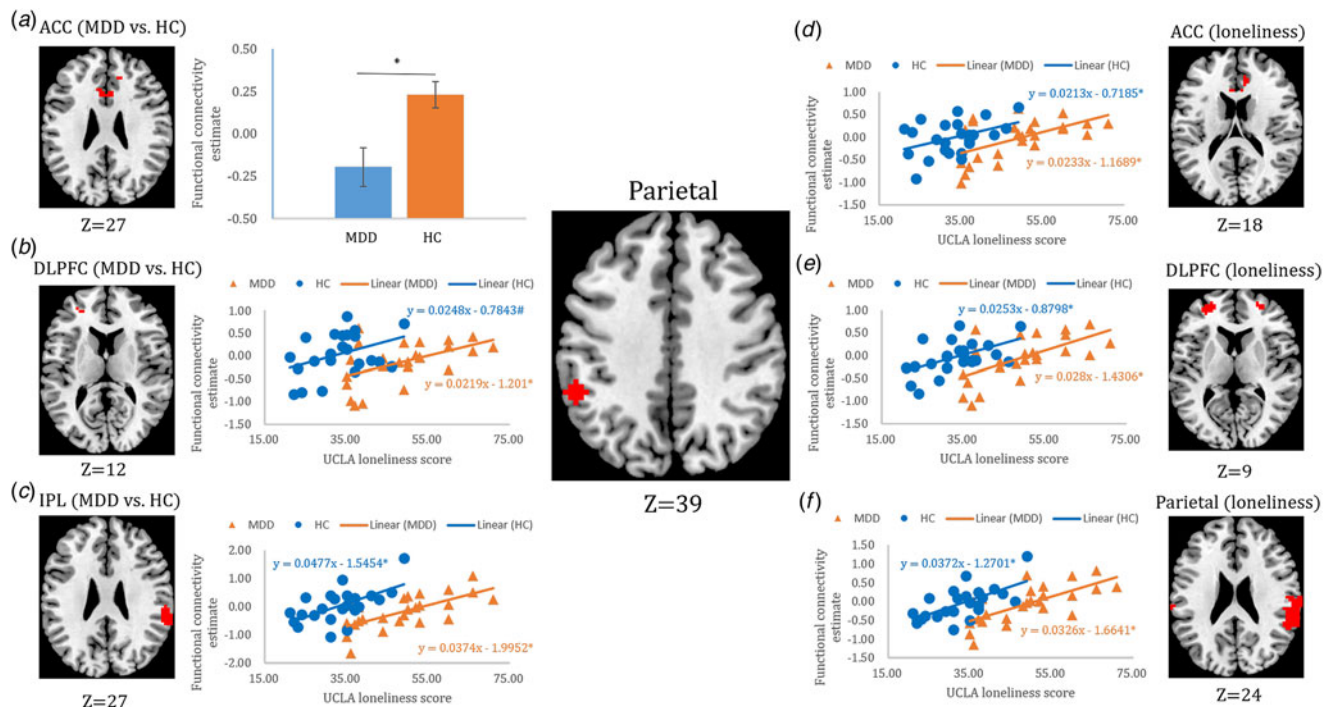 (a)
ACC (MDD vs. HC)
Z=27
Functional connectivity
estimate
0.50
0.25
0.00
-0.25
-0.50
*
MDD
HC
(b)
DLPFC (MDD vs. HC)
Z=12
MDD HC Linear (MDD) Linear (HC)
Functional connectivity
estimate
1.00
0.50
0.00
-0.50
-1.00
-1.50
y = 0.0248x - 0.7843#
y = 0.0219x - 1.201*
15.00 35.00 55.00 75.00
UCLA loneliness score
(c)
IPL (MDD vs. HC)
Z=27
MDD HC Linear (MDD) Linear (HC)
Functional connectivity
estimate
2.00
1.00
0.00
-1.00
-2.00
y = 0.0477x - 1.5454*
y = 0.0374x - 1.9952*
15.00 35.00 55.00 75.00
UCLA loneliness score
Parietal
Z=39
(d)
ACC (loneliness)
Z=18
MDD HC Linear (MDD) Linear (HC)
Functional connectivity
estimate
1.00
0.50
0.00
-0.50
-1.00
y = 0.0213x - 0.7185*
y = 0.0233x - 1.1689*
15.00 35.00 55.00 75.00
UCLA loneliness score
(e)
DLPFC (loneliness)
Z=9
MDD HC Linear (MDD) Linear (HC)
Functional connectivity
estimate
1.00
0.50
0.00
-0.50
-1.00
-1.50
y = 0.0253x - 0.8798*
y = 0.028x - 1.4306*
15.00 35.00 55.00 75.00
UCLA loneliness score
(f)
Parietal (loneliness)
Z=24
MDD HC Linear (MDD) Linear (HC)
Functional connectivity
estimate
1.50
1.00
0.50
0.00
-0.50
-1.00
-1.50
y = 0.0372x - 1.2701*
y = 0.0326x - 1.6641*
15.00 35.00 55.00 75.00
UCLA loneliness score